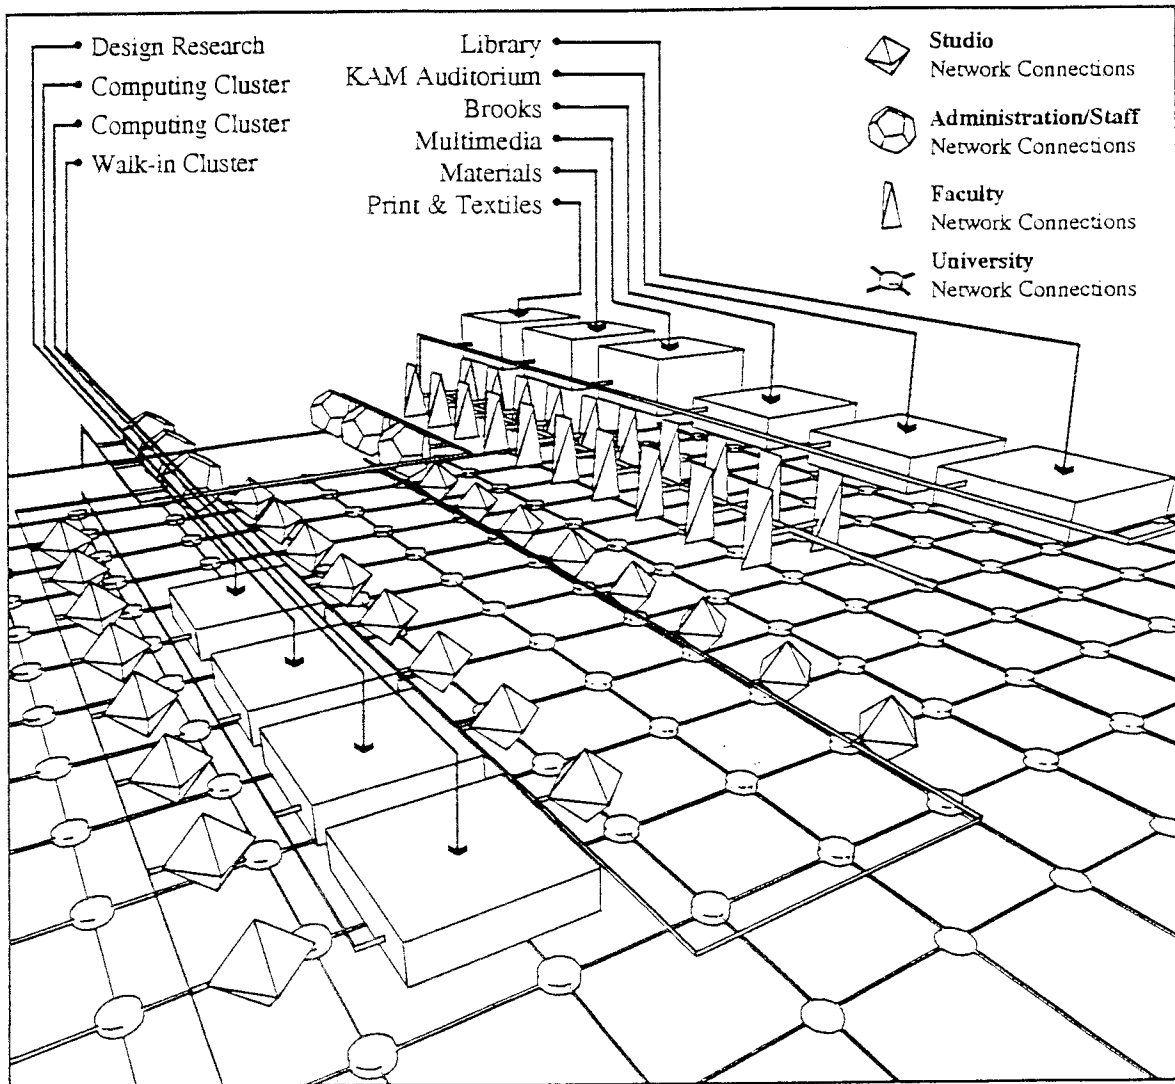 Design Research
Computing Cluster
Computing Cluster
Walk-in Cluster
Library
KAM Auditorium
Brooks
Multimedia
Materials
Print & Textiles
Studio
Network Connections
Administration/Staff
Network Connections
Faculty
Network Connections
University
Network Connections